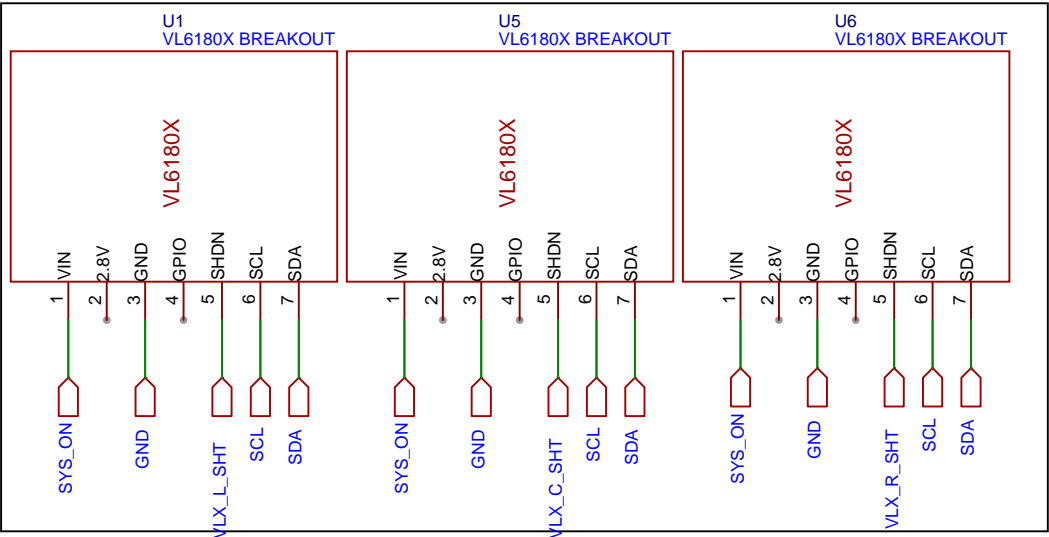 U1
VL6180X BREAKOUT
VL6180X
VIN
2.8V
GND
GPIO
SHDN
SCL
SDA
1
2
3
4
5
6
7
SYS_ON
GND
VLX_L_SHT
SCL
SDA
U5
VL6180X BREAKOUT
VL6180X
VIN
2.8V
GND
GPIO
SHDN
SCL
SDA
1
2
3
4
5
6
7
SYS_ON
GND
VLX_C_SHT
SCL
SDA
U6
VL6180X BREAKOUT
VL6180X
VIN
2.8V
GND
GPIO
SHDN
SCL
SDA
1
2
3
4
5
6
7
SYS_ON
GND
VLX_R_SHT
SCL
SDA